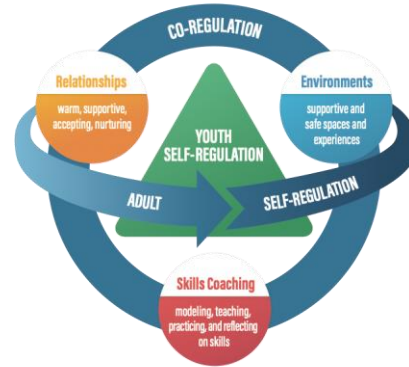 CO-REGULATION
Relationships
warm, supportive,
accepting, nurturing
Environments
supportive and
safe spaces and
experiences
YOUTH
SELF-REGULATION
ADULT
SELF-REGULATION
Skills Coaching
modeling, teaching,
practicing, and reflecting
on skills